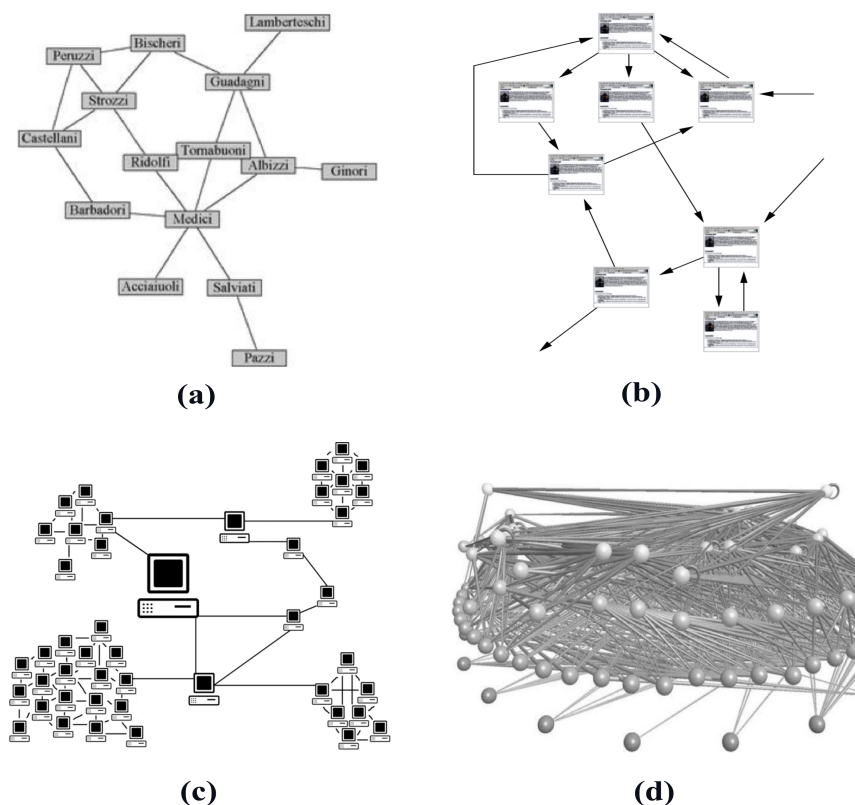 Lamberteschi
Bischeri
Peruzzi
Guadagni
Strozzi
Castellani
Tornabuoni
Ridolfi
Albizzi
Ginori
Barbadori
Medici
Acciaiuoli
Salviati
Pazzi
(a)
(b)
(c)
(d)